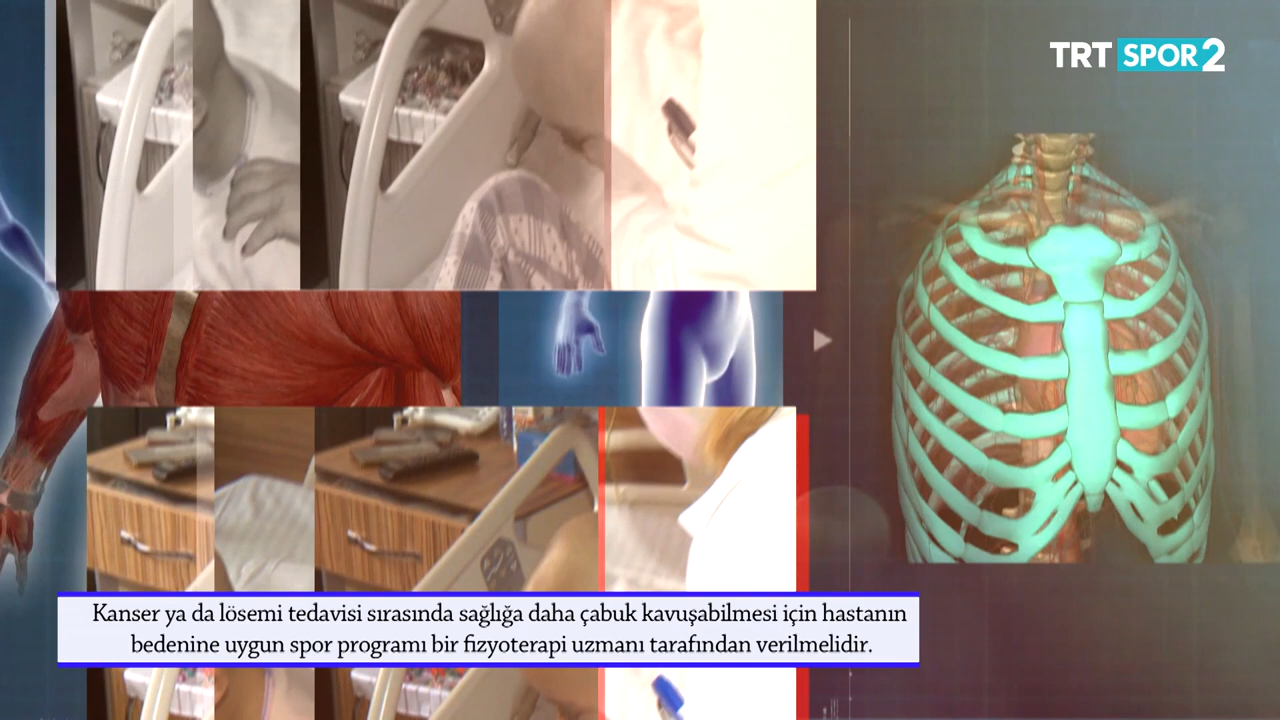 TRT SPOR2
Kanser ya da lösemi tedavisi sırasında sağlığa daha çabuk kavuşabilmesi için hastanın
bedenine uygun spor programı bir fizyoterapi uzmanı tarafından verilmelidir.